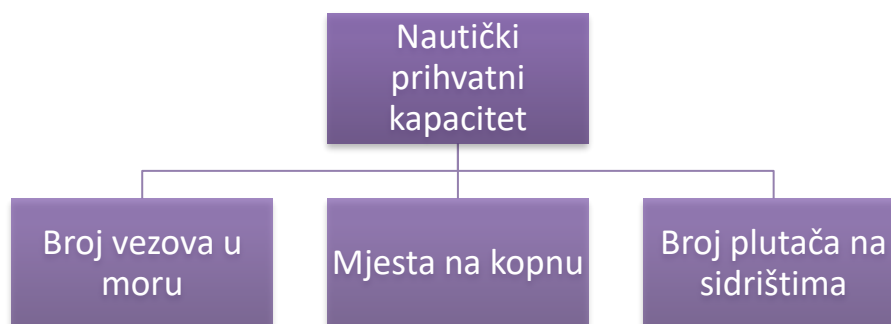 Nautički
prihvatni
kapacitet
Broj vezova u
moru
Mjesta na kopnu
Broj plutača na
sidrištima